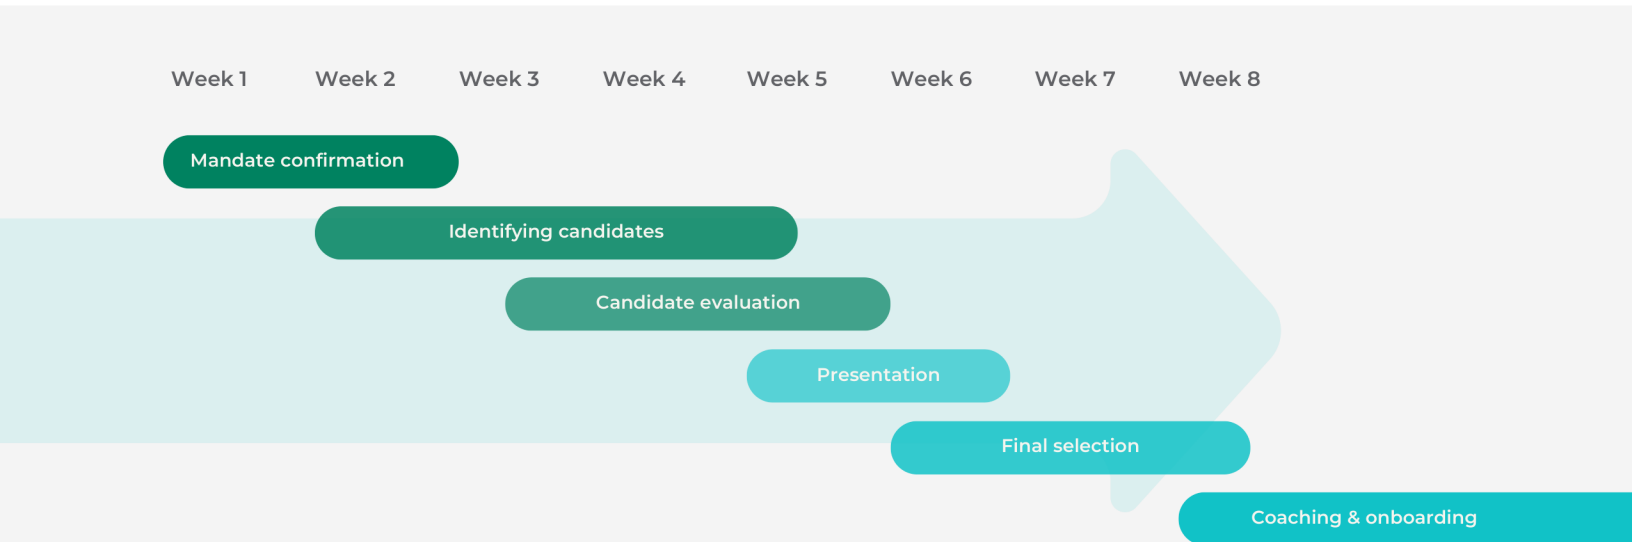 Week 1 Week 2 Week 3 Week 4 Week 5 Week 6 Week 7 Week 8
Mandate confirmation
Identifying candidates
Candidate evaluation
Presentation
Final selection
Coaching & onboarding